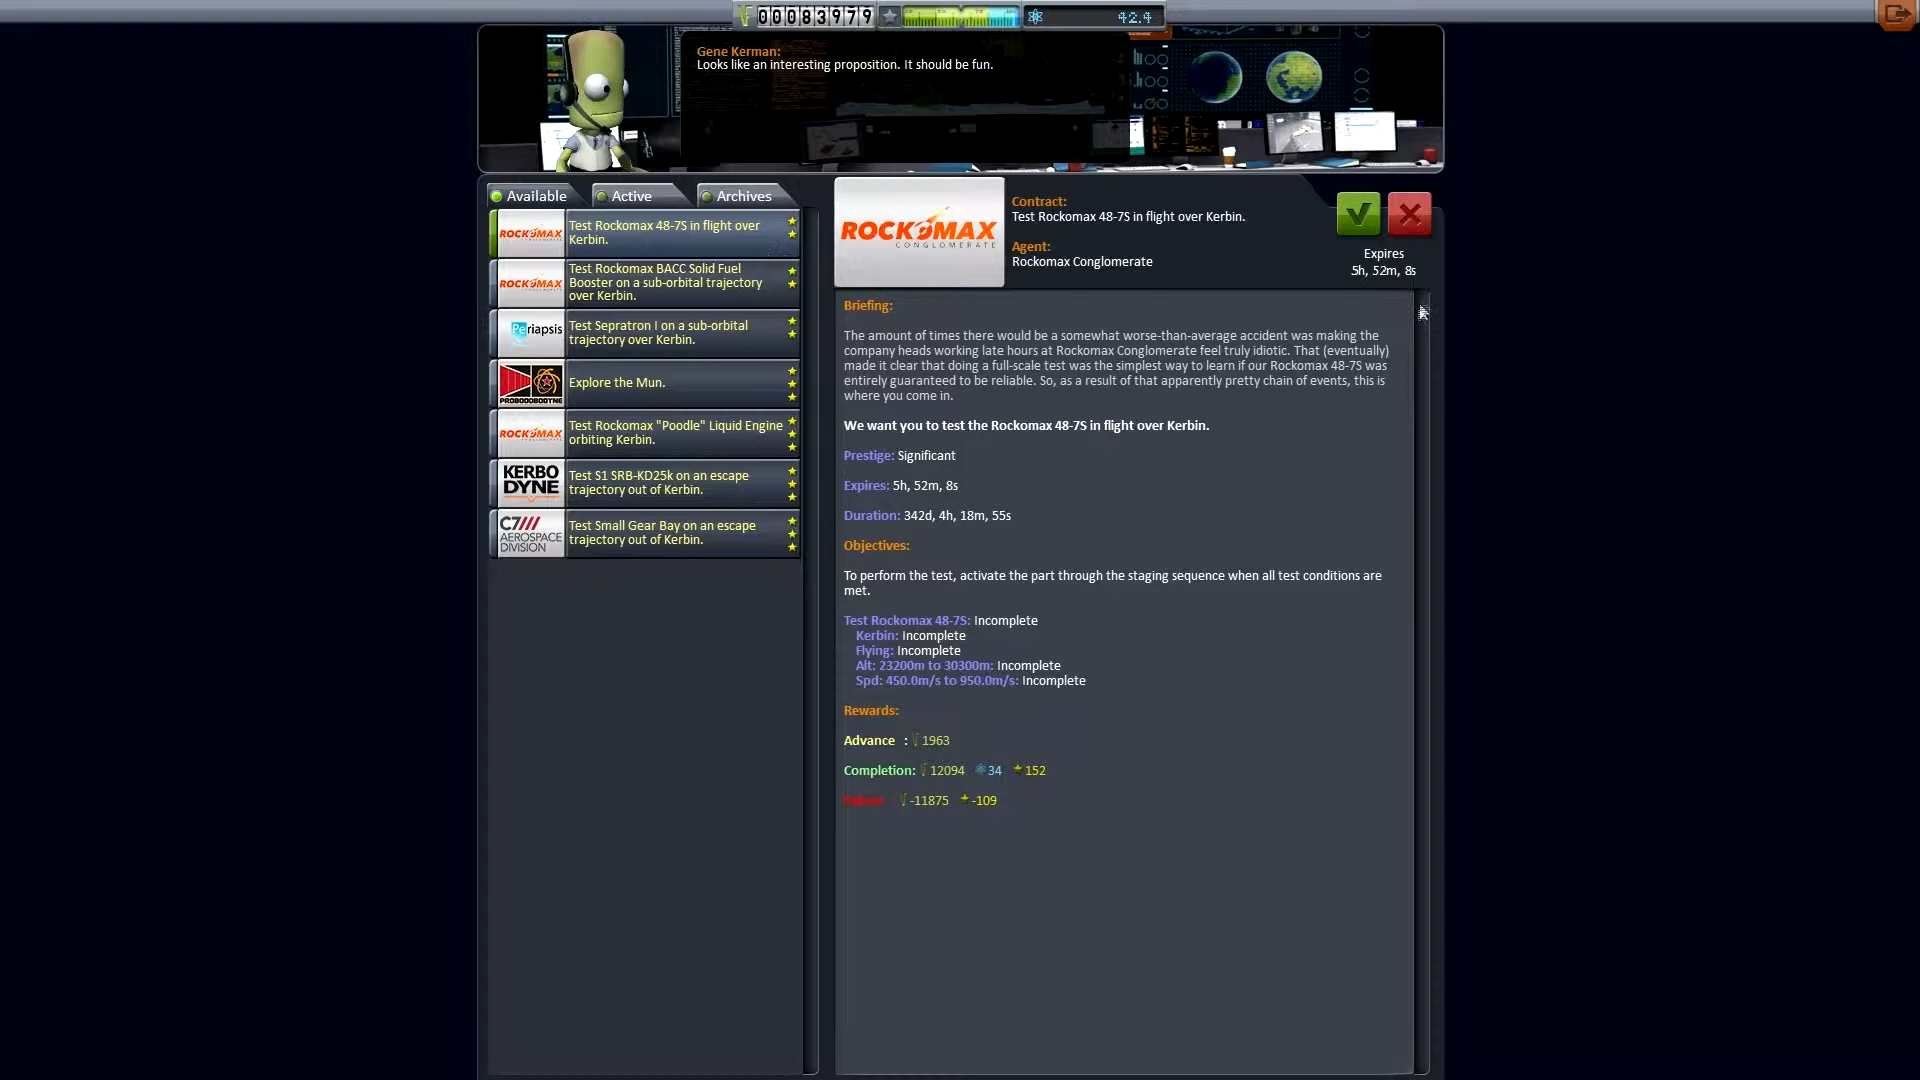 00083979
42.4
Gene Kerman:
Looks like an interesting proposition. It should be fun.
Available
Active
Archives
ROCKOMAX
Test Rockomax 48-7S in flight over
Kerbin.
ROCKOMAX
Test Rockomax BACC Solid Fuel
Booster on a sub-orbital trajectory
over Kerbin.
Periapsis
Test Sepratron I on a sub-orbital
trajectory over Kerbin.
PROBODOBODYNE
Explore the Mun.
ROCKOMAX
Test Rockomax "Poodle" Liquid Engine
orbiting Kerbin.
KERBO
DYNE
Test S1 SRB-KD25k on an escape
trajectory out of Kerbin.
C7///
AEROSPACE
DIVISION
Test Small Gear Bay on an escape
trajectory out of Kerbin.
ROCKOMAX
CONGLOMERATE
Contract:
Test Rockomax 48-7S in flight over Kerbin.
Agent:
Rockomax Conglomerate
Expires
5h, 52m, 8s
Briefing:
The amount of times there would be a somewhat worse-than-average accident was making the
company heads working late hours at Rockomax Conglomerate feel truly idiotic. That (eventually)
made it clear that doing a full-scale test was the simplest way to learn if our Rockomax 48-7S was
entirely guaranteed to be reliable. So, as a result of that apparently pretty chain of events, this is
where you come in.
We want you to test the Rockomax 48-7S in flight over Kerbin.
Prestige: Significant
Expires: 5h, 52m, 8s
Duration: 342d, 4h, 18m, 55s
Objectives:
To perform the test, activate the part through the staging sequence when all test conditions are
met.
Test Rockomax 48-7S: Incomplete
Kerbin: Incomplete
Flying: Incomplete
Alt: 23200m to 30300m: Incomplete
Spd: 450.0m/s to 950.0m/s: Incomplete
Rewards:
Advance : 1963
Completion: 12094 34 152
-11875 -109